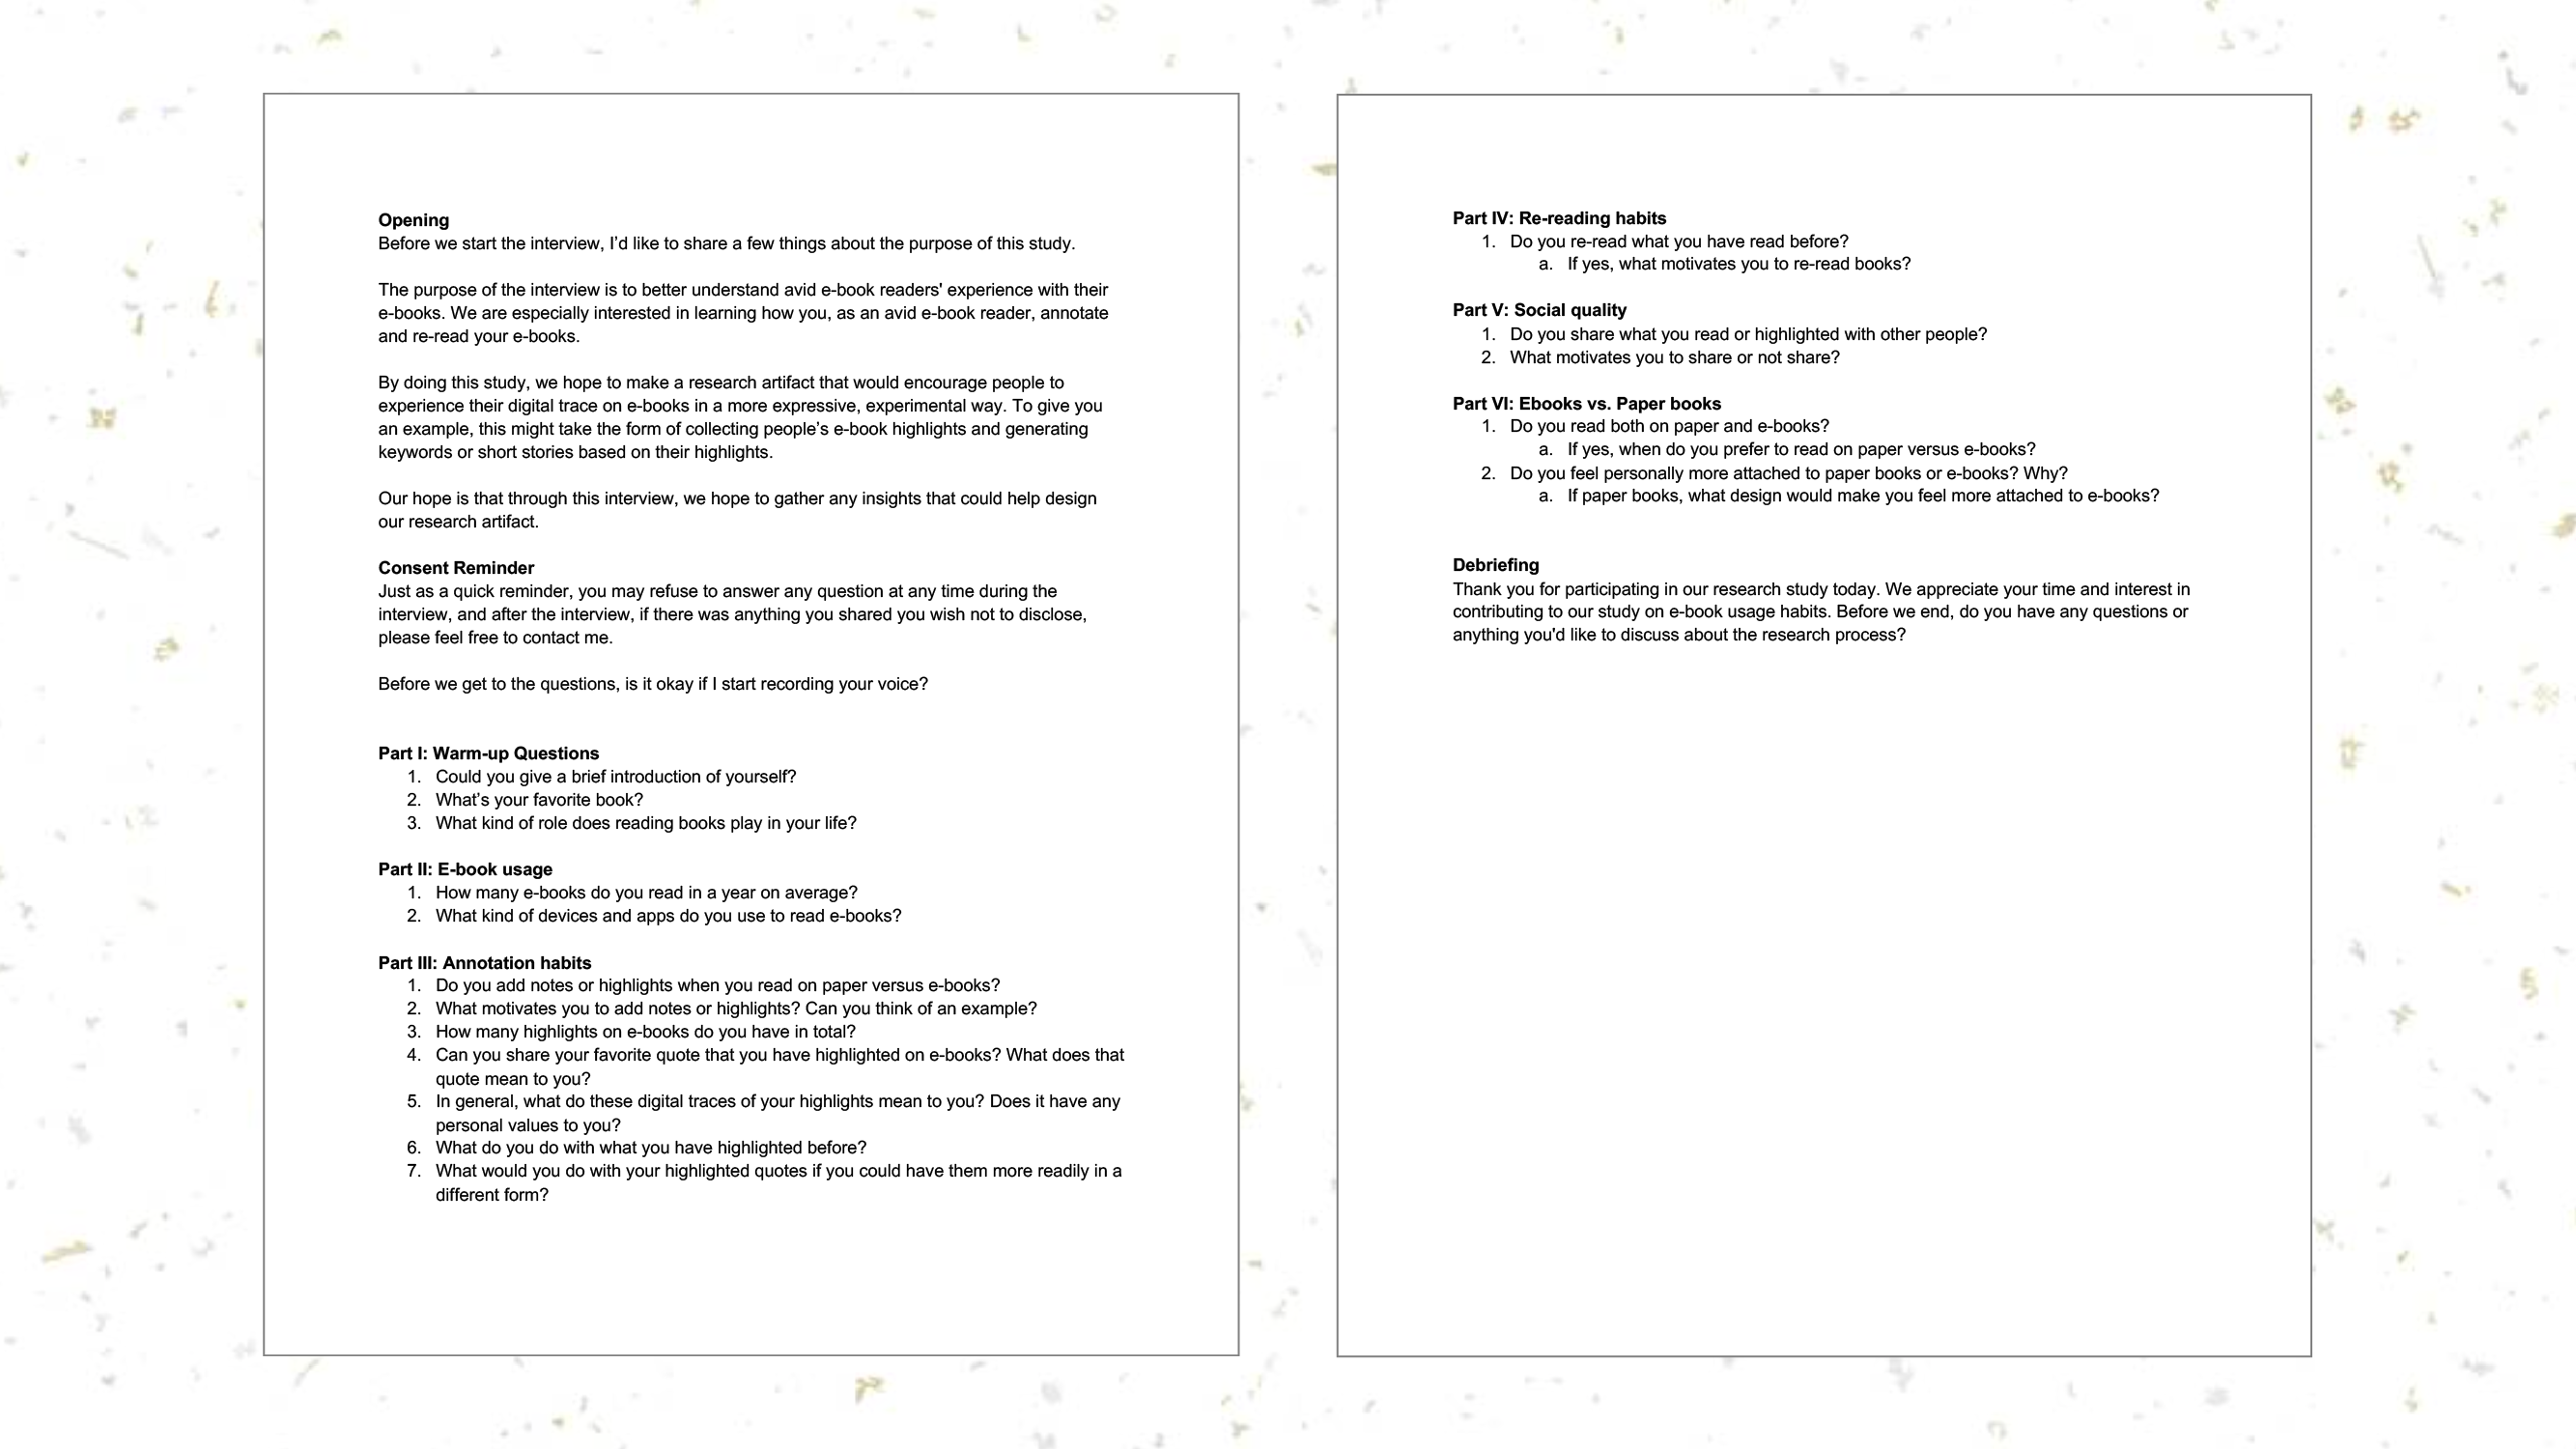 Opening
Before we start the interview, I’d like to share a few things about the purpose of this study.
The purpose of the interview is to better understand avid e-book readers' experience with their
e-books. We are especially interested in learning how you, as an avid e-book reader, annotate
and re-read your e-books.
By doing this study, we hope to make a research artifact that would encourage people to
experience their digital trace on e-books in a more expressive, experimental way. To give you
an example, this might take the form of collecting people’s e-book highlights and generating
keywords or short stories based on their highlights.
Our hope is that through this interview, we hope to gather any insights that could help design
our research artifact.
Consent Reminder
Just as a quick reminder, you may refuse to answer any question at any time during the
interview, and after the interview, if there was anything you shared you wish not to disclose,
please feel free to contact me.
Before we get to the questions, is it okay if I start recording your voice?
Part I: Warm-up Questions
1. Could you give a brief introduction of yourself?
2. What’s your favorite book?
3. What kind of role does reading books play in your life?
Part II: E-book usage
1. How many e-books do you read in a year on average?
2. What kind of devices and apps do you use to read e-books?
Part III: Annotation habits
1. Do you add notes or highlights when you read on paper versus e-books?
2. What motivates you to add notes or highlights? Can you think of an example?
3. How many highlights on e-books do you have in total?
4. Can you share your favorite quote that you have highlighted on e-books? What does that
quote mean to you?
5. In general, what do these digital traces of your highlights mean to you? Does it have any
personal values to you?
6. What do you do with what you have highlighted before?
7. What would you do with your highlighted quotes if you could have them more readily in a
different form?
Part IV: Re-reading habits
1. Do you re-read what you have read before?
a. If yes, what motivates you to re-read books?
Part V: Social quality
1. Do you share what you read or highlighted with other people?
2. What motivates you to share or not share?
Part VI: Ebooks vs. Paper books
1. Do you read both on paper and e-books?
a. If yes, when do you prefer to read on paper versus e-books?
2. Do you feel personally more attached to paper books or e-books? Why?
a. If paper books, what design would make you feel more attached to e-books?
Debriefing
Thank you for participating in our research study today. We appreciate your time and interest in
contributing to our study on e-book usage habits. Before we end, do you have any questions or
anything you'd like to discuss about the research process?